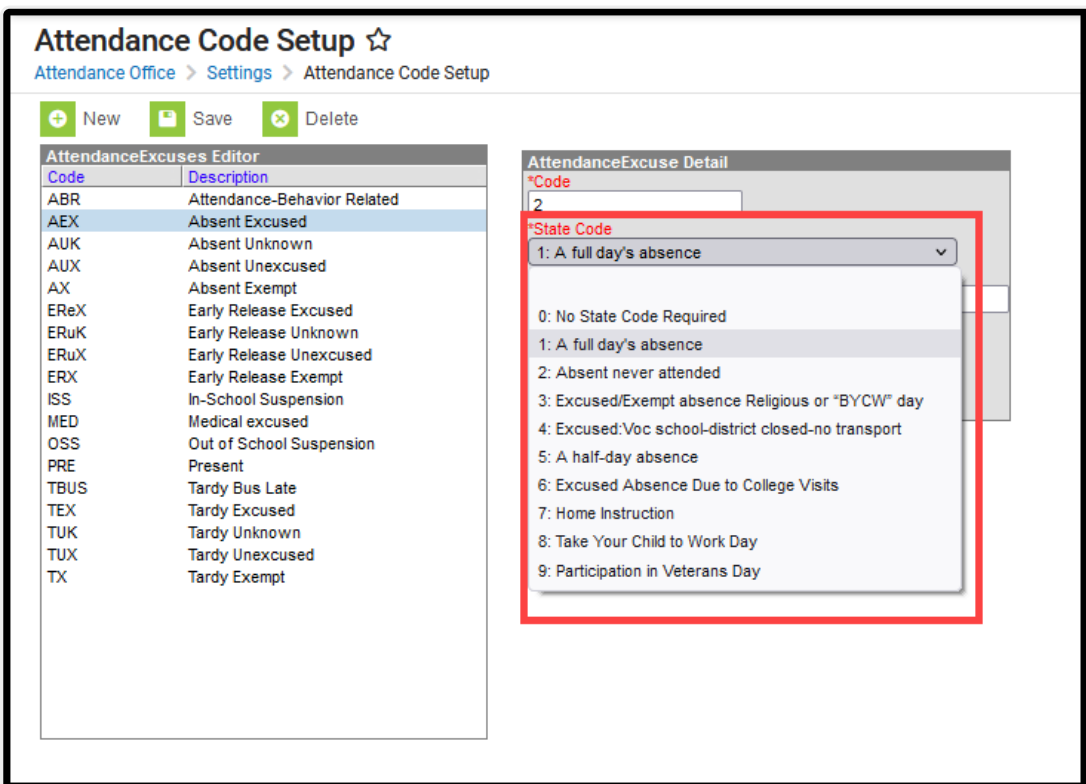 Attendance Code Setup
Attendance Office > Settings > Attendance Code Setup
New Save Delete
AttendanceExcuses Editor
Code Description
ABR Attendance-Behavior Related
AEX Absent Excused
AUK Absent Unknown
AUX Absent Unexcused
AX Absent Exempt
EReX Early Release Excused
ERuK Early Release Unknown
ERuX Early Release Unexcused
ERX Early Release Exempt
ISS In-School Suspension
MED Medical excused
OSS Out of School Suspension
PRE Present
TBUS Tardy Bus Late
TEX Tardy Excused
TUK Tardy Unknown
TUX Tardy Unexcused
TX Tardy Exempt
AttendanceExcuse Detail
*Code
2
*State Code
1: A full day's absence
0: No State Code Required
1: A full day's absence
2: Absent never attended
3: Excused/Exempt absence Religious or “BYCW” day
4: Excused:Voc school-district closed-no transport
5: A half-day absence
6: Excused Absence Due to College Visits
7: Home Instruction
8: Take Your Child to Work Day
9: Participation in Veterans Day